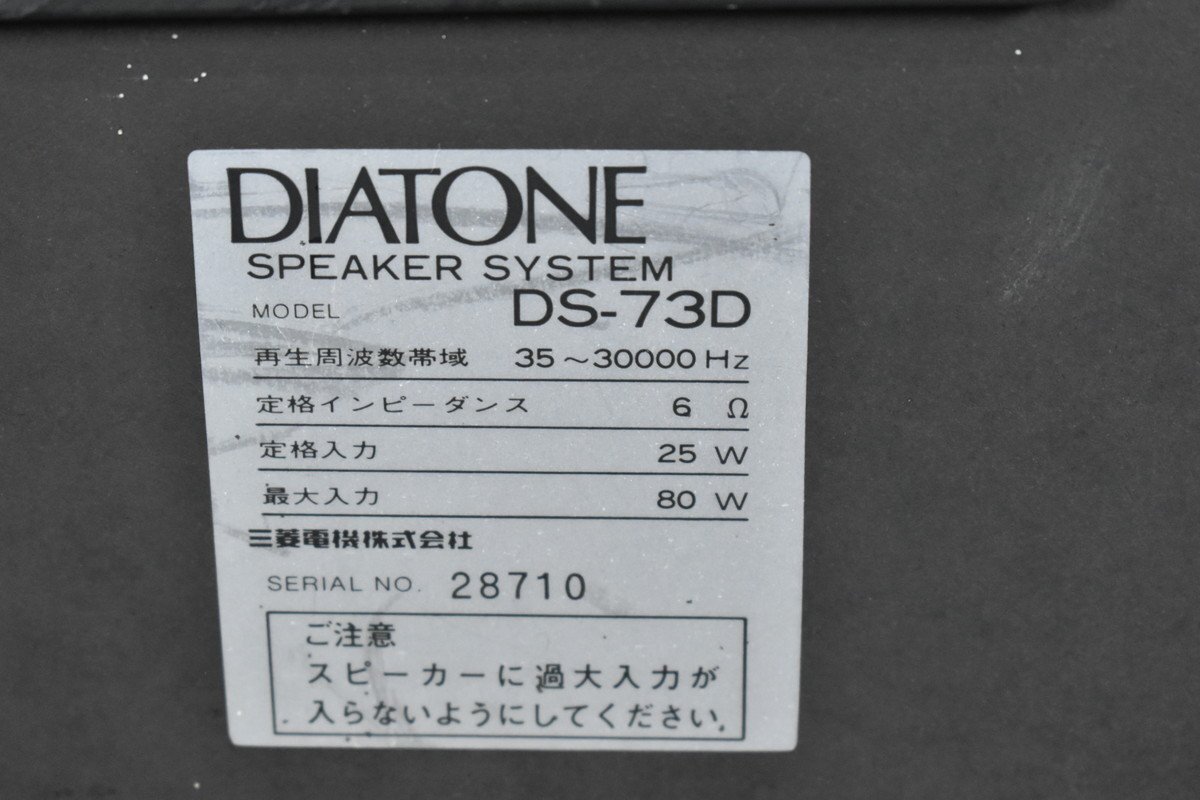 DIATONE
SPEAKER SYSTEM
MODEL DS-73D
再生周波数帯域 35～30000 Hz
定格インピーダンス 6 Ω
定格入力 25 W
最大入力 80 W
三菱電機株式会社
SERIAL NO. 28710
ご注意
スピーカーに過大入力が
入らないようにしてください。